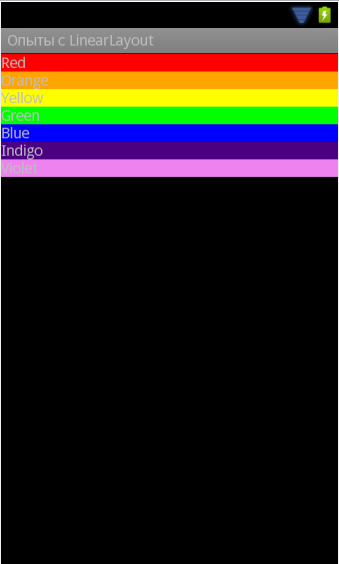 Опыты с LinearLayout
Red
Orange
Yellow
Green
Blue
Indigo
Violet